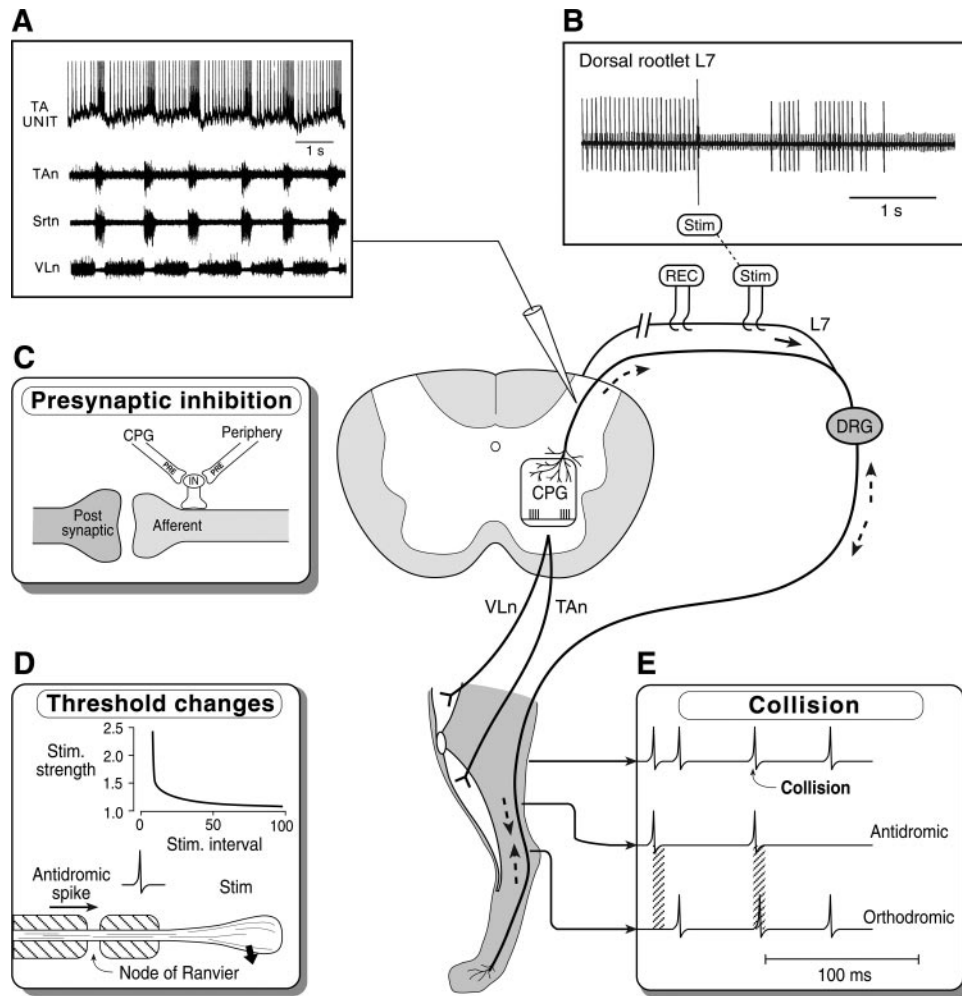 A
TA
UNIT
1 s
TAn
Srtn
VLn
B
Dorsal rootlet L7
1 s
Stim
REC
Stim
L7
DRG
CPG
VLn
TAn
C
Presynaptic inhibition
CPG
Periphery
PRE
PRE
IN
Post
synaptic
Afferent
D
Threshold changes
Stim.
strength
2.5
2.0
1.5
1.0
0
50
100
Stim. interval
Antidromic
spike
Stim
Node of Ranvier
E
Collision
Collision
Antidromic
Orthodromic
100 ms